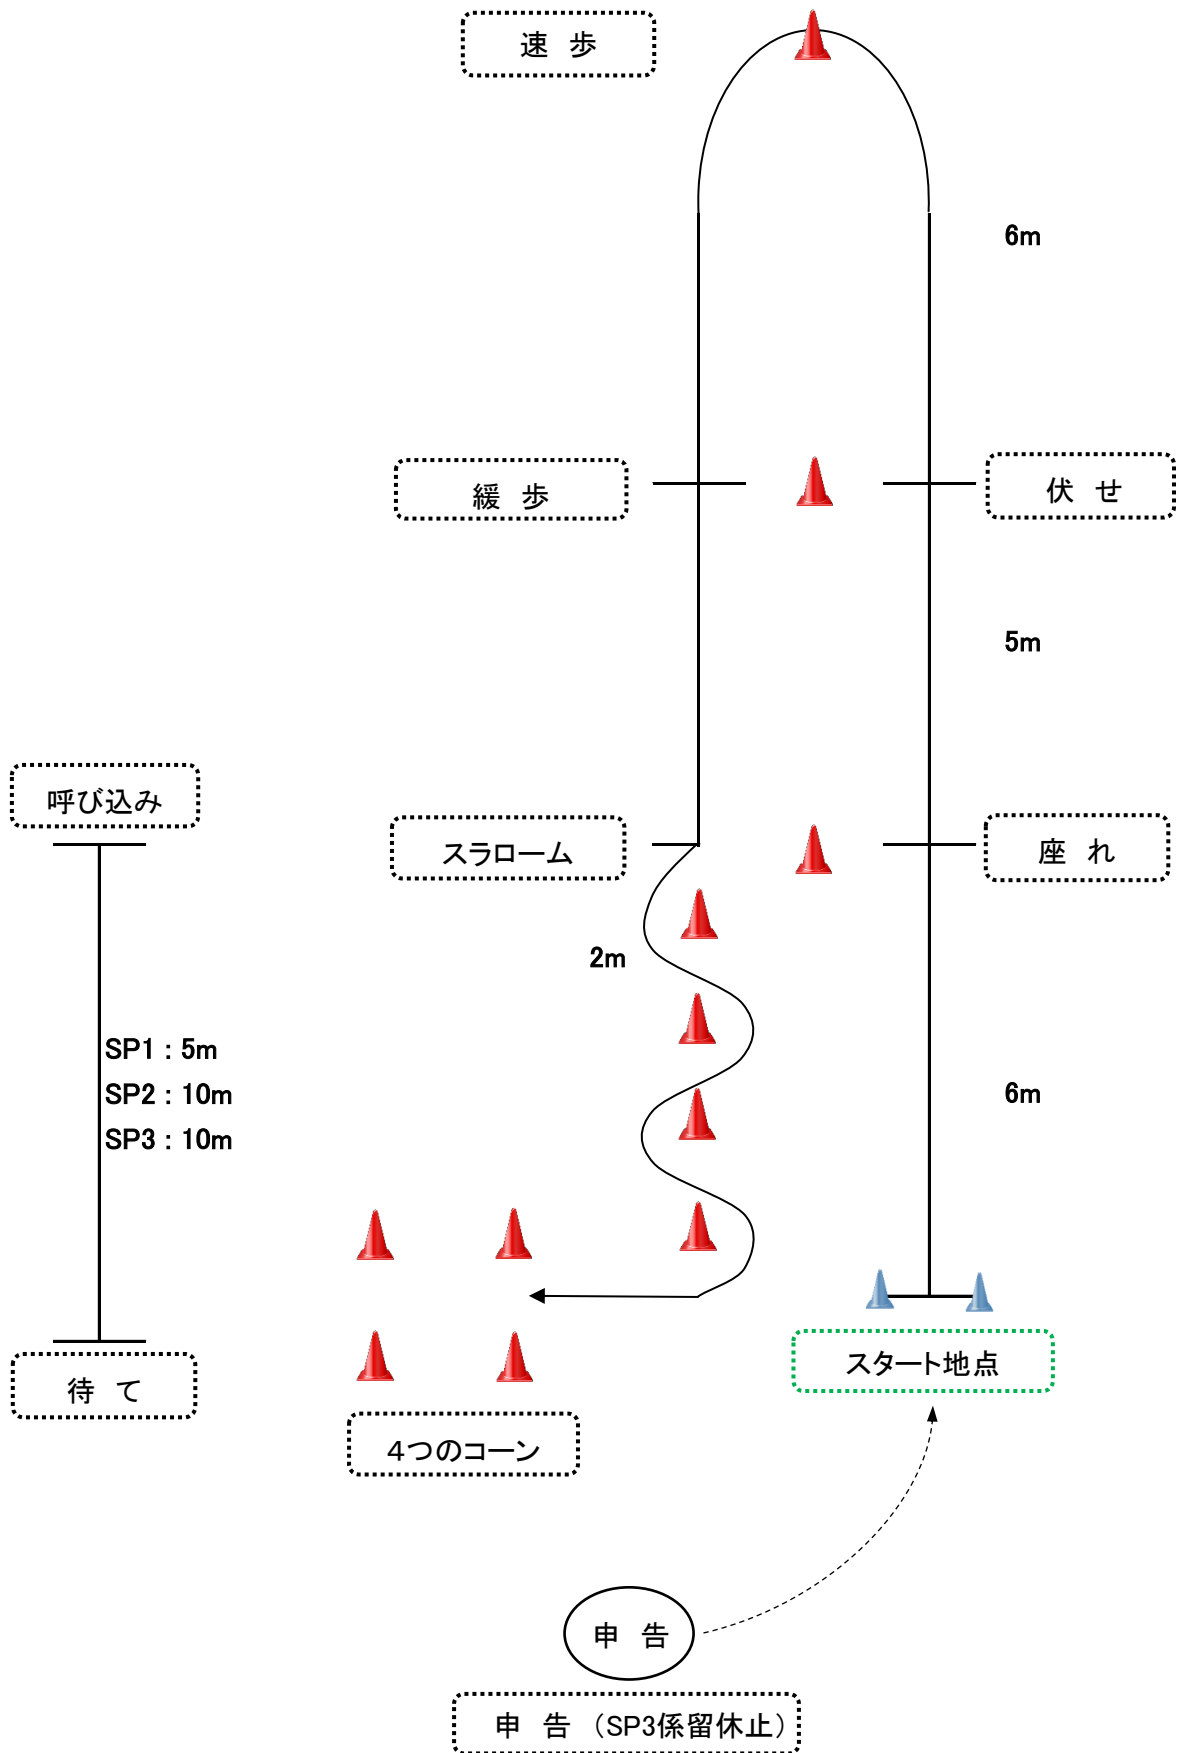 速 歩
6m
緩 歩
伏 せ
5m
呼び込み
スラローム
座 れ
2m
SP1：5m
SP2：10m
SP3：10m
6m
スタート地点
待 て
４つのコーン
申 告
申 告（SP3係留休止）